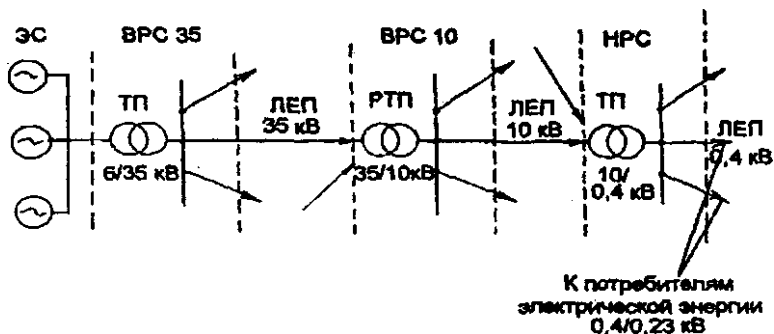 ЭС
ВРС 35
ВРС 10
НРС
ТП
ЛЕП
35 кВ
РТП
ЛЕП
10 кВ
ТП
ЛЕП
0,4 кВ
6/35 кВ
35/10кВ
10/
0,4 кВ
К потребителям
электрической энергии
0,4/0,23 кВ